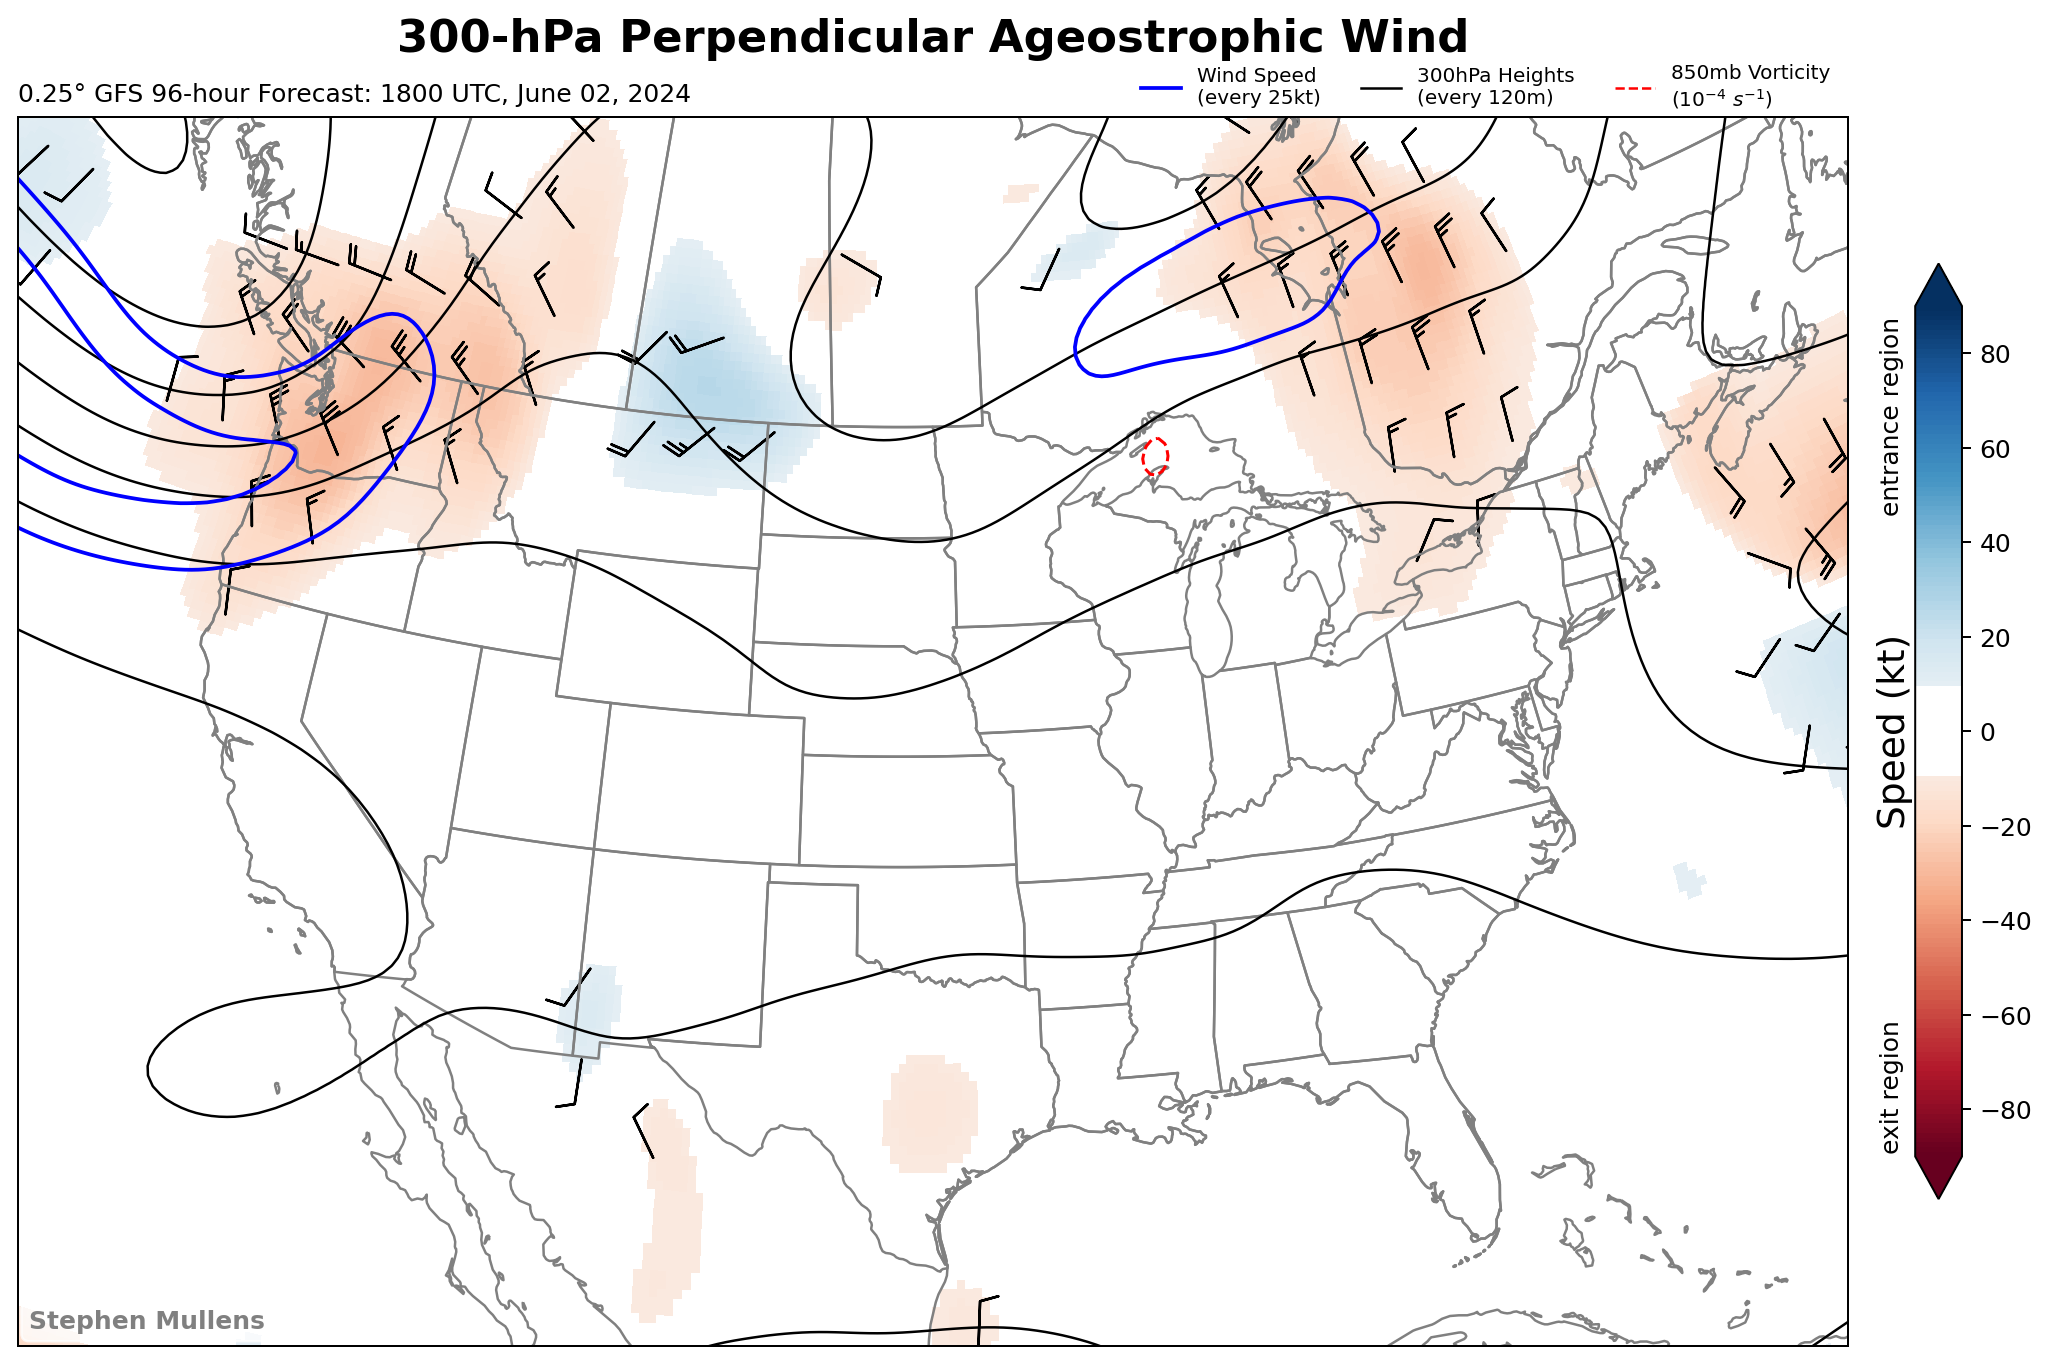 300-hPa Perpendicular Ageostrophic Wind
0.25° GFS 96-hour Forecast: 1800 UTC, June 02, 2024
Wind Speed
(every 25kt)
300hPa Heights
(every 120m)
850mb Vorticity
(10⁻⁴ s⁻¹)
entrance region
Speed (kt)
exit region
80
60
40
20
0
−20
−40
−60
−80
Stephen Mullens